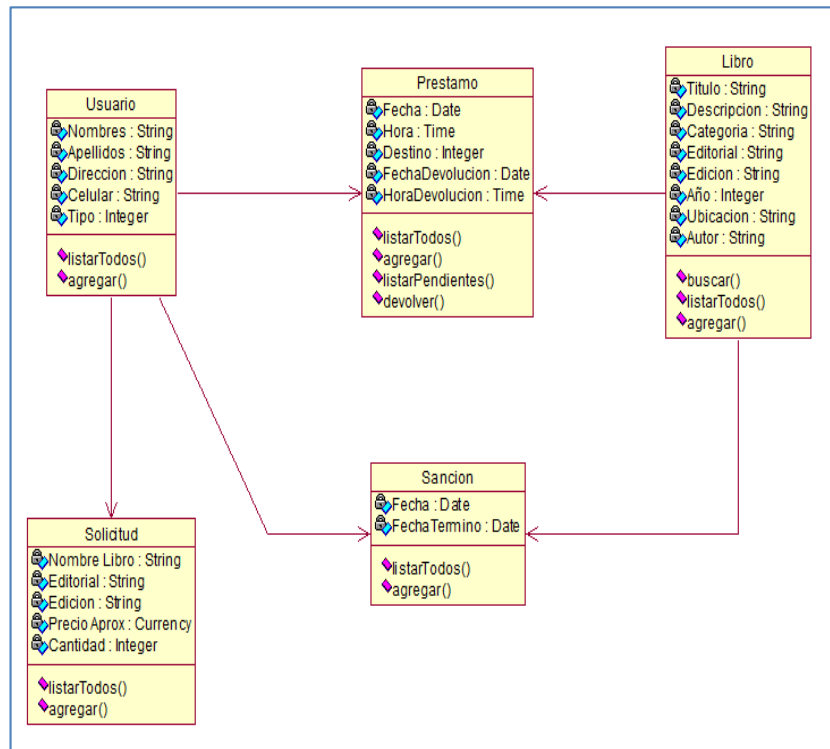 Usuario
Nombres : String
Apellidos : String
Direccion : String
Celular : String
Tipo : Integer
listarTodos()
agregar()
Prestamo
Fecha : Date
Hora : Time
Destino : Integer
FechaDevolucion : Date
HoraDevolucion : Time
listarTodos()
agregar()
listarPendientes()
devolver()
Libro
Titulo : String
Descripcion : String
Categoria : String
Editorial : String
Edicion : String
Año : Integer
Ubicacion : String
Autor : String
buscar()
listarTodos()
agregar()
Solicitud
Nombre Libro : String
Editorial : String
Edicion : String
Precio Aprox : Currency
Cantidad : Integer
listarTodos()
agregar()
Sancion
Fecha : Date
FechaTermino : Date
listarTodos()
agregar()